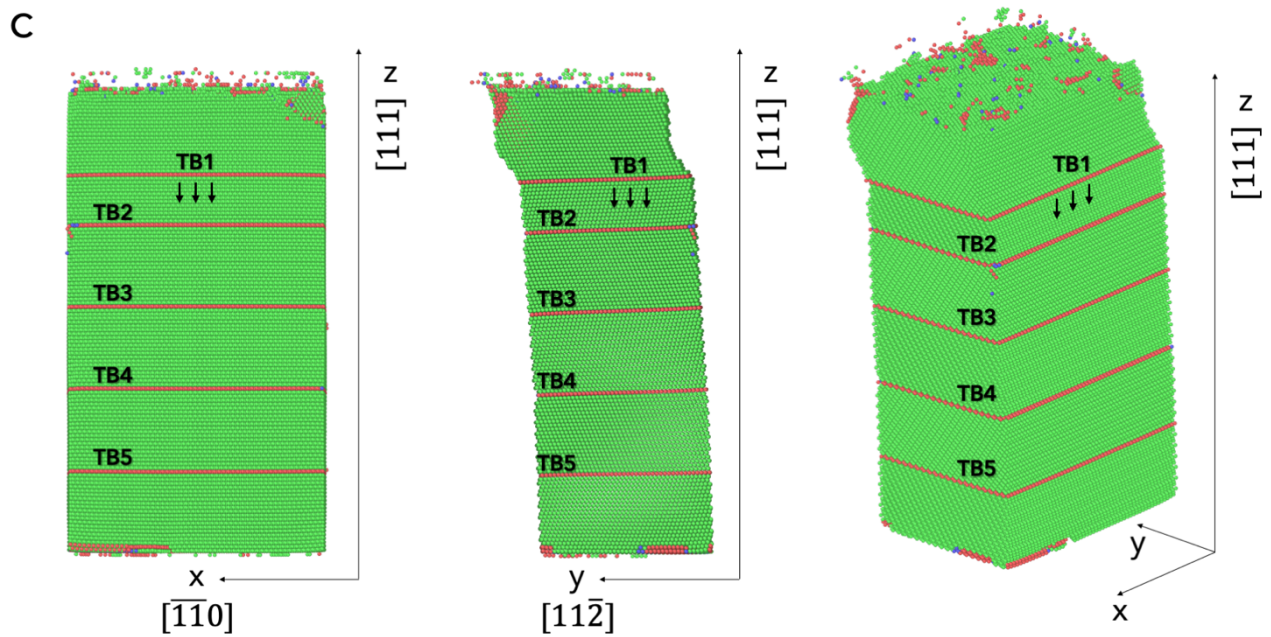 C
z
[111]
TB1
TB2
TB3
TB4
TB5
x
[1̅1̅0]
z
[111]
TB1
TB2
TB3
TB4
TB5
y
[112̅]
z
[111]
TB1
TB2
TB3
TB4
TB5
y
x